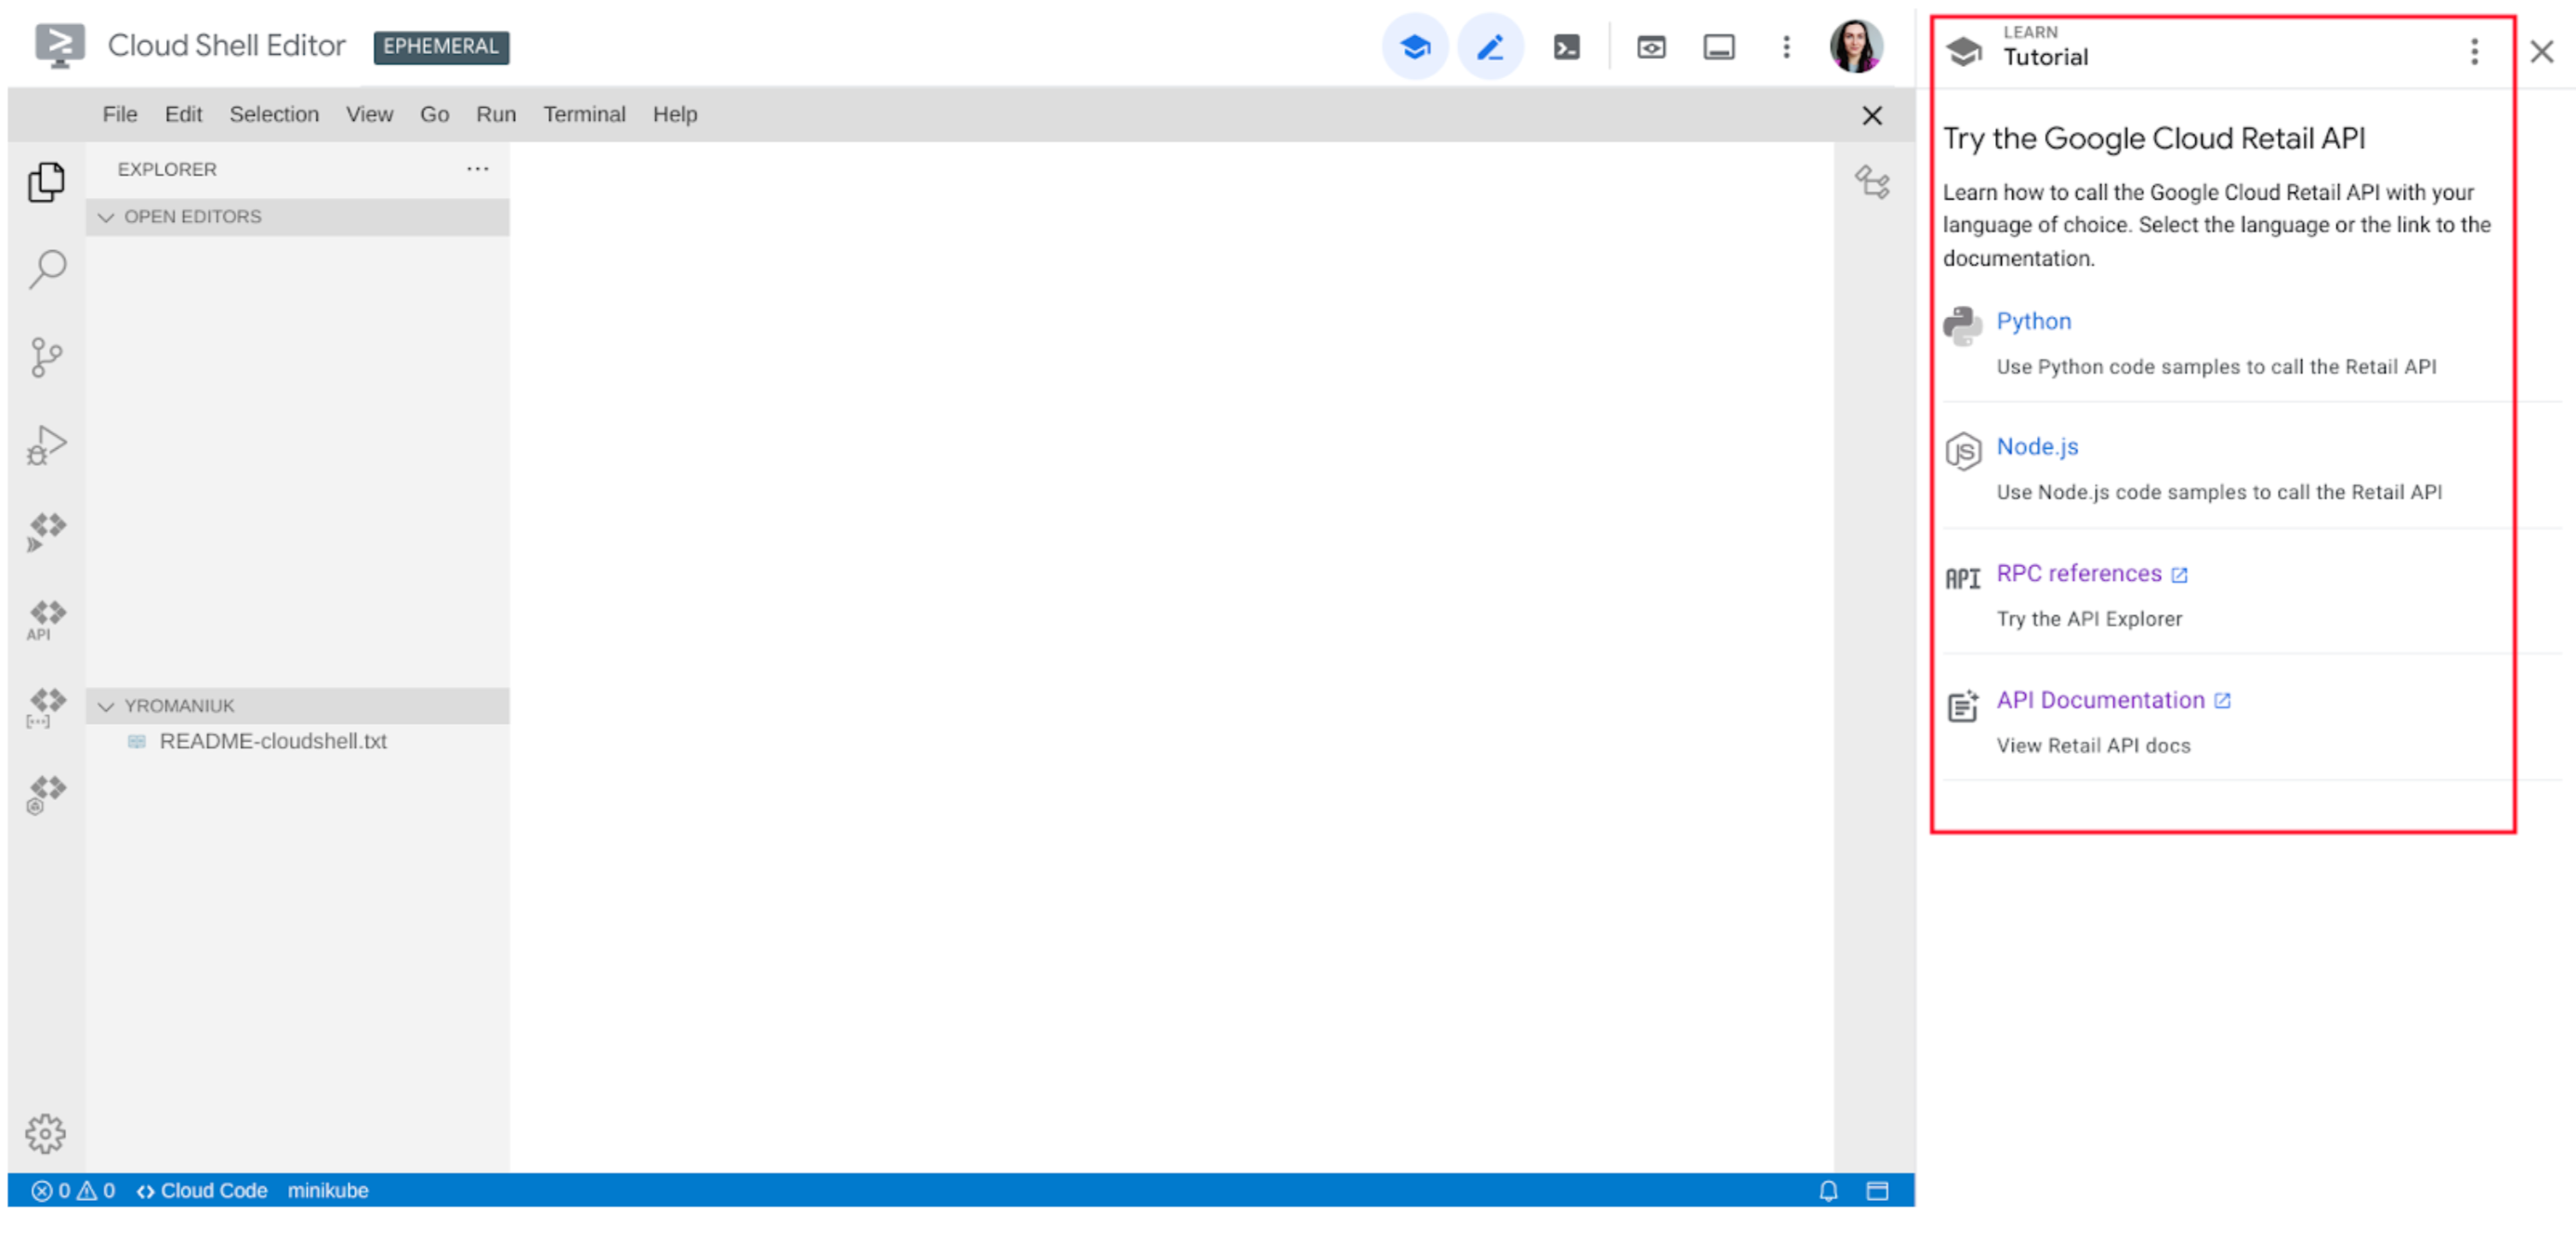 Cloud Shell Editor EPHEMERAL
File Edit Selection View Go Run Terminal Help
EXPLORER
OPEN EDITORS
API
YROMANIUK
README-cloudshell.txt
0 0 Cloud Code minikube
LEARN
Tutorial
Try the Google Cloud Retail API
Learn how to call the Google Cloud Retail API with your
language of choice. Select the language or the link to the
documentation.
Python
Use Python code samples to call the Retail API
JS Node.js
Use Node.js code samples to call the Retail API
API RPC references
Try the API Explorer
API Documentation
View Retail API docs